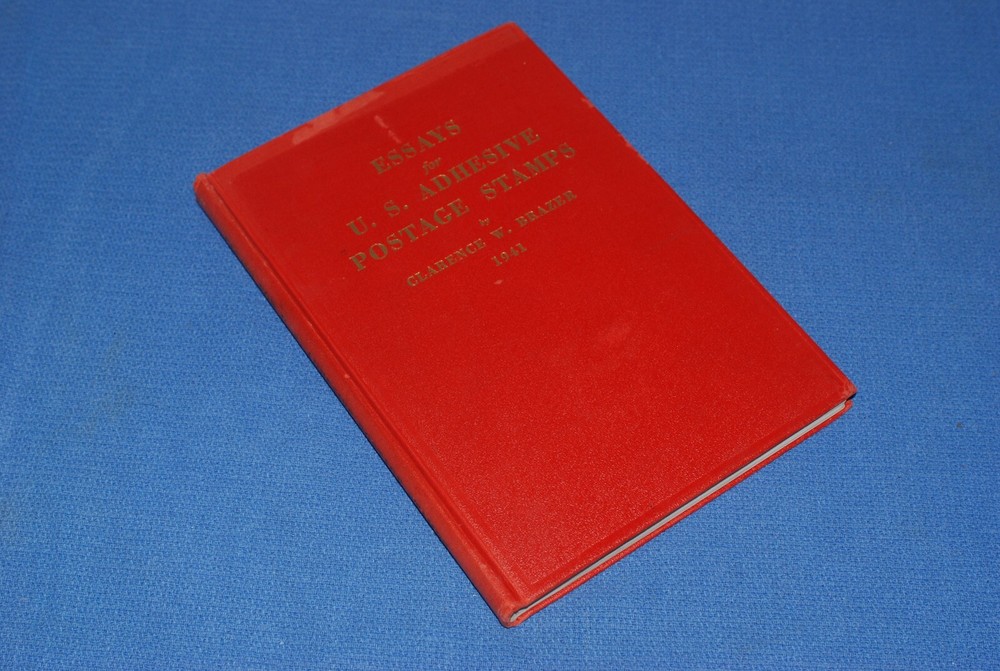 ESSAYS
for
U. S. ADHESIVE
POSTAGE STAMPS
by
CLARENCE W. BRAZER
1941